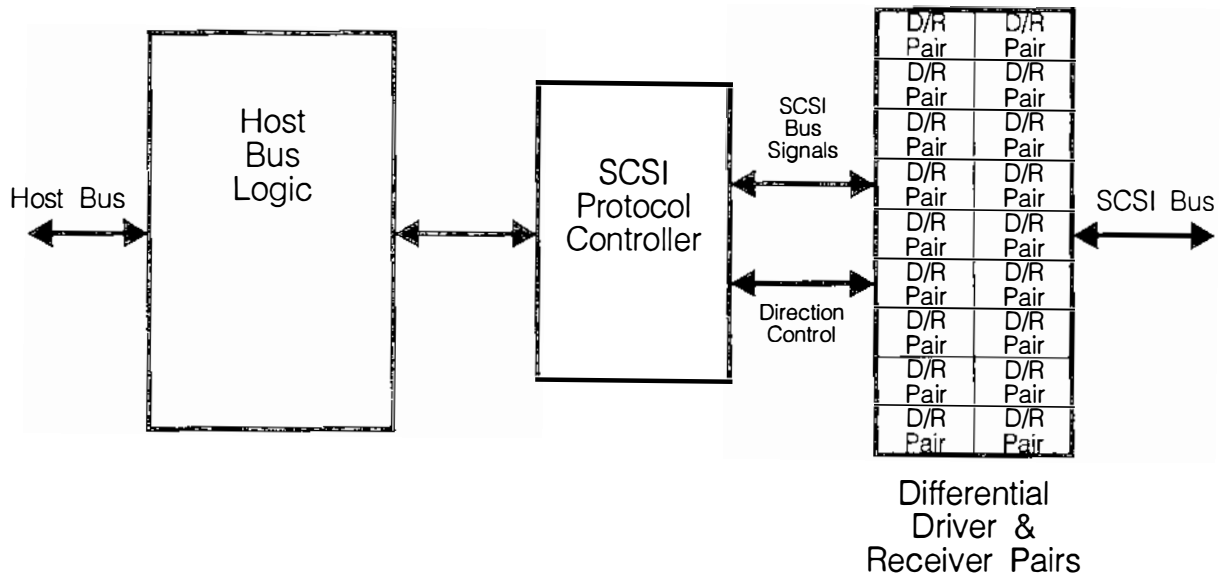 Host Bus
Host
Bus
Logic
SCSI
Protocol
Controller
SCSI
Bus
Signals
Direction
Control
D/R D/R
Pair Pair
D/R D/R
Pair Pair
D/R D/R
Pair Pair
D/R D/R
Pair Pair
D/R D/R
Pair Pair
D/R D/R
Pair Pair
D/R D/R
Pair Pair
D/R D/R
Pair Pair
D/R D/R
Pair Pair
SCSI Bus
Differential
Driver &
Receiver Pairs